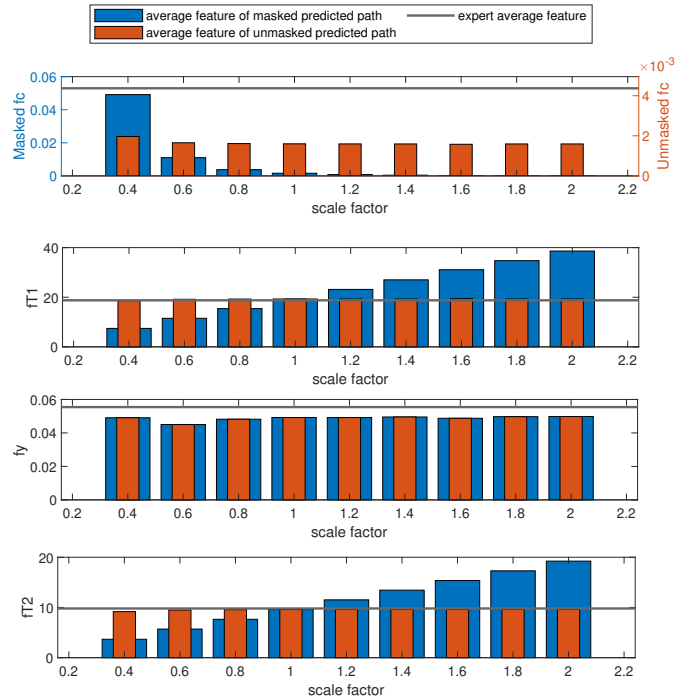 average feature of masked predicted path
expert average feature
average feature of unmasked predicted path
×10⁻³
0.06
0.04
0.02
0
Masked fc
4
2
0
Unmasked fc
0.2 0.4 0.6 0.8 1 1.2 1.4 1.6 1.8 2 2.2
scale factor
40
20
0
fT1
0.2 0.4 0.6 0.8 1 1.2 1.4 1.6 1.8 2 2.2
scale factor
0.06
0.04
0.02
0
fy
0.2 0.4 0.6 0.8 1 1.2 1.4 1.6 1.8 2 2.2
scale factor
20
10
0
fT2
0.2 0.4 0.6 0.8 1 1.2 1.4 1.6 1.8 2 2.2
scale factor